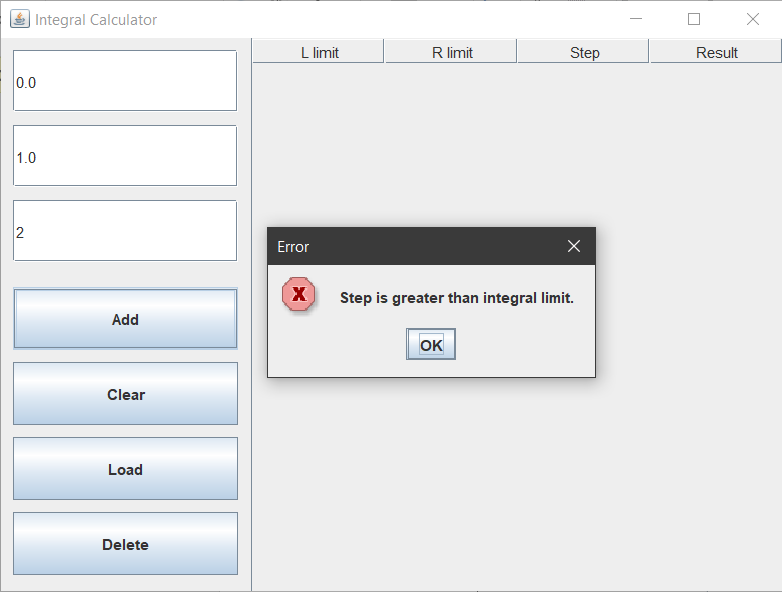 Integral Calculator
0.0
1.0
2
Add
Clear
Load
Delete
L limit R limit Step Result
Error
X
Step is greater than integral limit.
OK